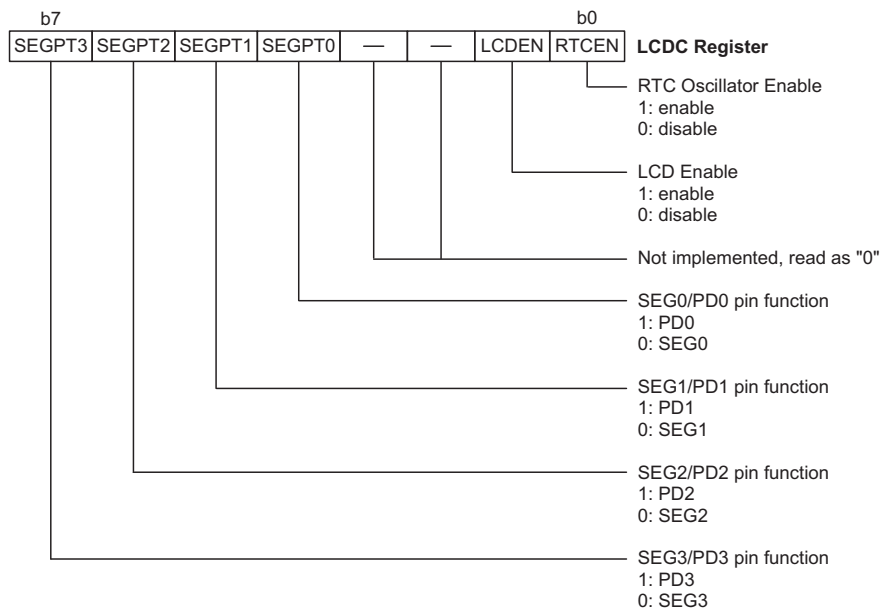 b7 b0
SEGPT3 SEGPT2 SEGPT1 SEGPT0 — — LCDEN RTCEN LCDC Register
RTC Oscillator Enable
1: enable
0: disable
LCD Enable
1: enable
0: disable
Not implemented, read as "0"
SEG0/PD0 pin function
1: PD0
0: SEG0
SEG1/PD1 pin function
1: PD1
0: SEG1
SEG2/PD2 pin function
1: PD2
0: SEG2
SEG3/PD3 pin function
1: PD3
0: SEG3